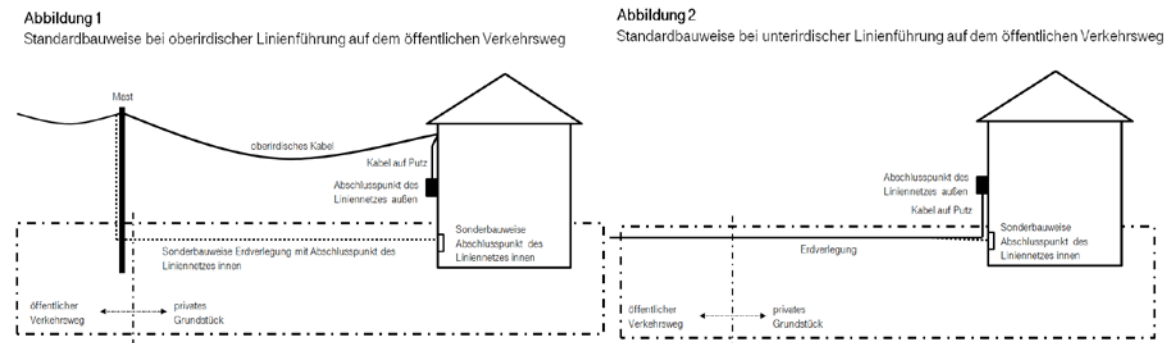 Abbildung 1
Standardbauweise bei oberirdischer Linienführung auf dem öffentlichen Verkehrsweg
Mast
oberirdisches Kabel
Kabel auf Putz
Abschlusspunkt des
Liniennetzes außen
Sonderbauweise
Abschlusspunkt des
Liniennetzes innen
Sonderbauweise Erdverlegung mit Abschlusspunkt des
Liniennetzes innen
öffentlicher
Verkehrsweg
privates
Grundstück
Abbildung 2
Standardbauweise bei unterirdischer Linienführung auf dem öffentlichen Verkehrsweg
Abschlusspunkt des
Liniennetzes außen
Kabel auf Putz
Sonderbauweise
Abschlusspunkt des
Liniennetzes innen
Erdverlegung
öffentlicher
Verkehrsweg
privates
Grundstück